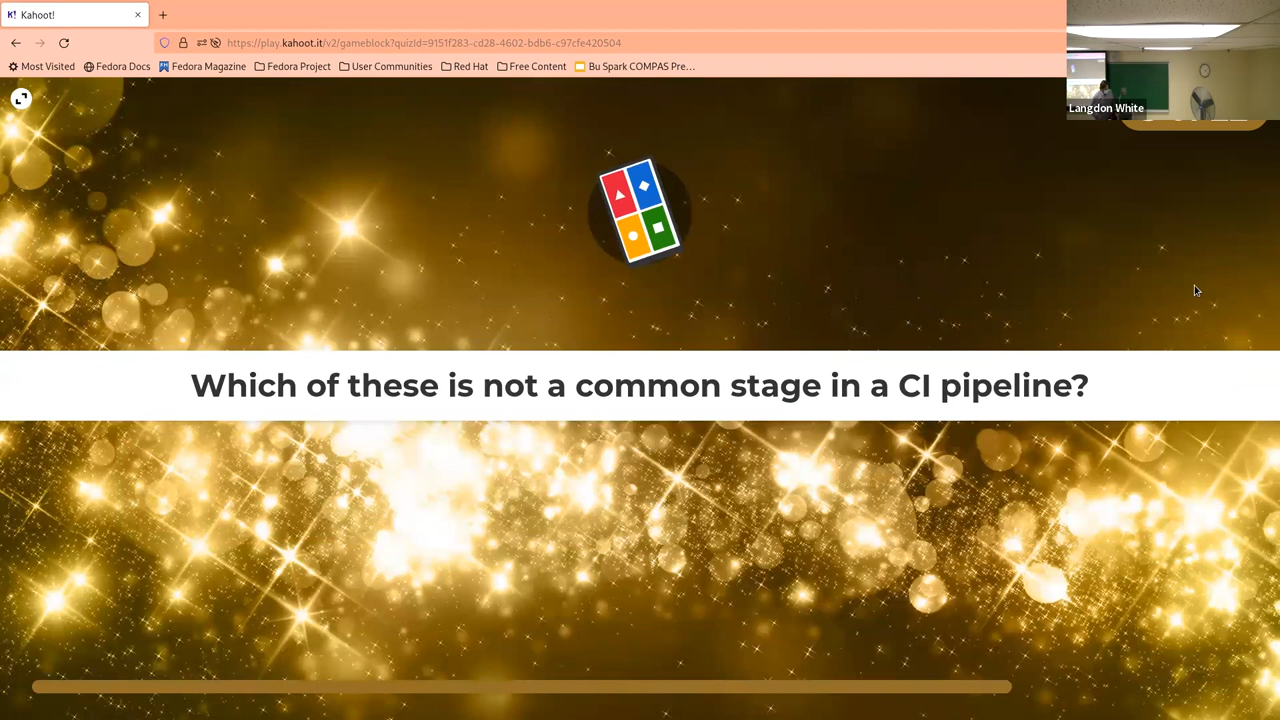 K! Kahoot!
https://play.kahoot.it/v2/gameblock?quizId=9151f283-cd28-4602-bdb6-c97cfe420504
Most Visited Fedora Docs Fedora Magazine Fedora Project User Communities Red Hat Free Content Bu Spark COMPAS Pre...
Langdon White
Which of these is not a common stage in a CI pipeline?